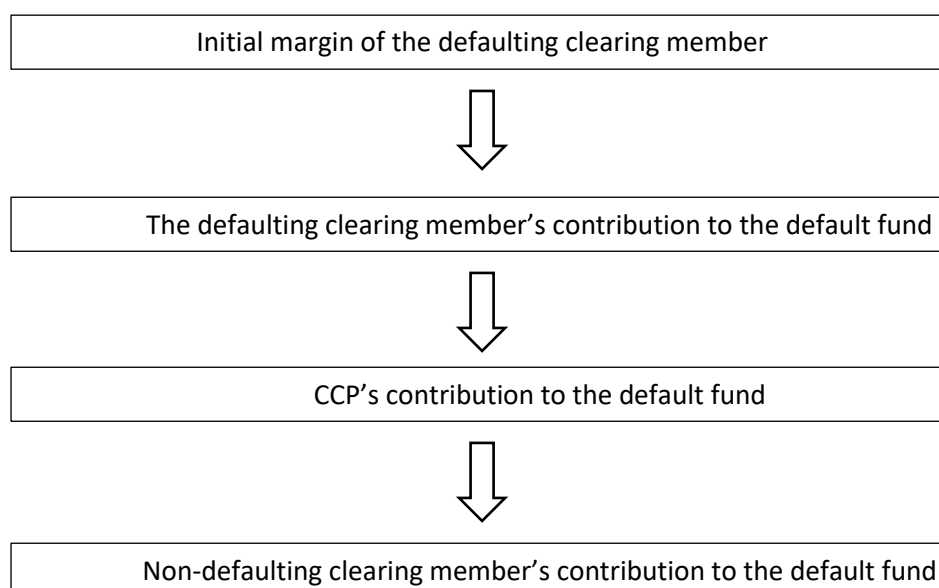 Initial margin of the defaulting clearing member
The defaulting clearing member’s contribution to the default fund
CCP’s contribution to the default fund
Non-defaulting clearing member’s contribution to the default fund